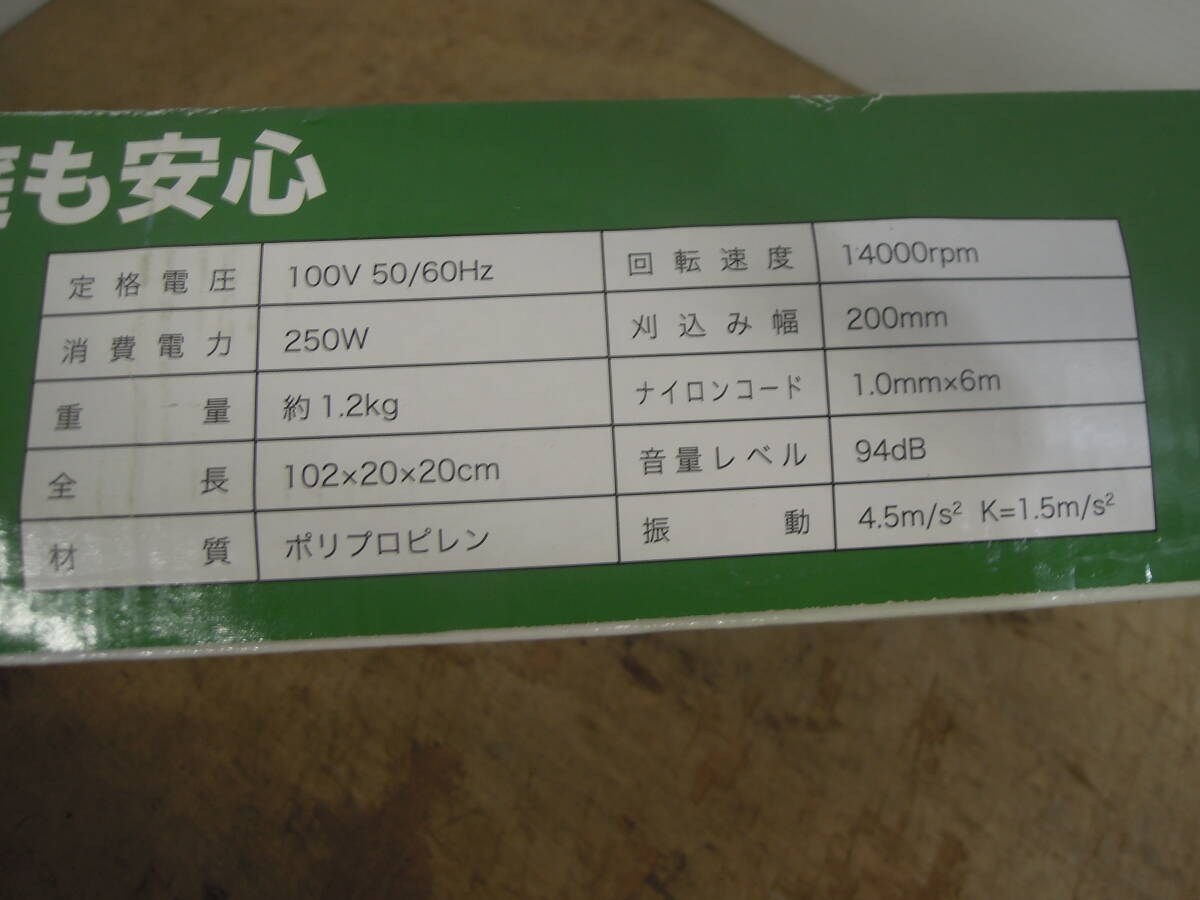 も安心
定格電圧 100V 50/60Hz 回転速度 14000rpm
消費電力 250W 刈込み幅 200mm
重量 約1.2kg ナイロンコード 1.0mm×6m
全長 102×20×20cm 音量レベル 94dB
材質 ポリプロピレン 振動 4.5m/s² K=1.5m/s²